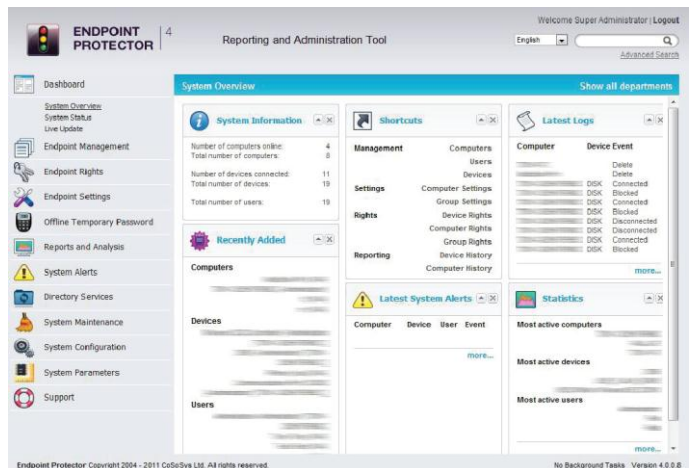 Welcome Super Administrator | Logout
ENDPOINT PROTECTOR 4
Reporting and Administration Tool
English
Advanced Search
Dashboard
System Overview
System Status
Live Update
Endpoint Management
Endpoint Rights
Endpoint Settings
Offline Temporary Password
Reports and Analysis
System Alerts
Directory Services
System Maintenance
System Configuration
System Parameters
Support
System Overview
Show all departments
System Information
Number of computers online: 4
Total number of computers: 8
Number of devices connected: 11
Total number of devices: 19
Total number of users: 19
Recently Added
Computers
Devices
Users
Shortcuts
Management Computers
Users
Devices
Settings Computer Settings
Group Settings
Rights Device Rights
Computer Rights
Group Rights
Reporting Device History
Computer History
Latest System Alerts
Computer Device User Event
more...
Latest Logs
Computer Device Event
Delete
Delete
DISK Connected
DISK Blocked
DISK Connected
DISK Blocked
DISK Disconnected
DISK Disconnected
DISK Connected
DISK Blocked
more...
Statistics
Most active computers
Most active devices
Most active users
more...
Endpoint Protector Copyright 2004 - 2011 CoSoSys Ltd. All rights reserved.
No Background Tasks Version 4.0.0.8